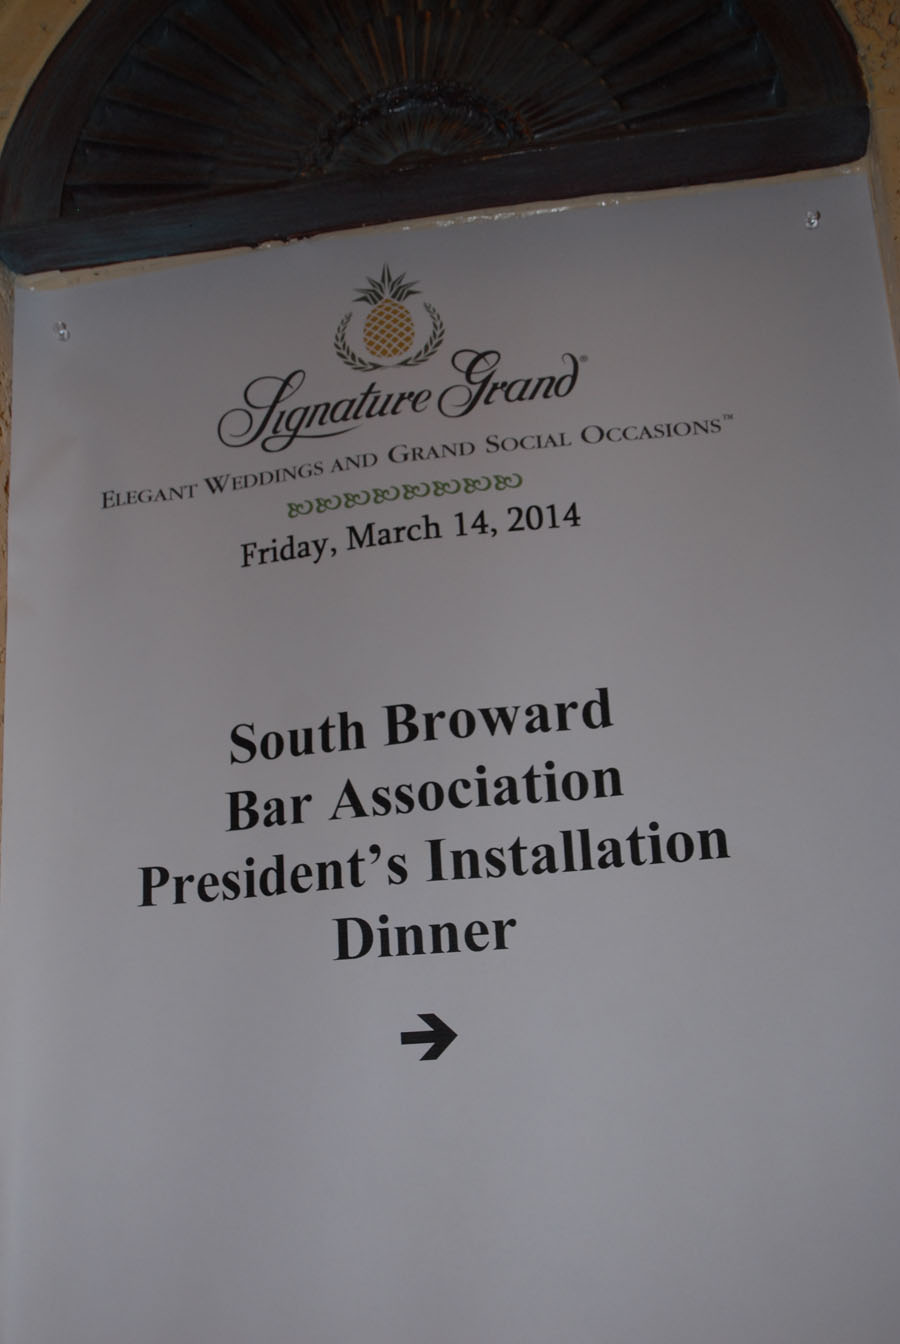 Signature Grand®
Elegant Weddings and Grand Social Occasions™
Friday, March 14, 2014
South Broward
Bar Association
President's Installation
Dinner